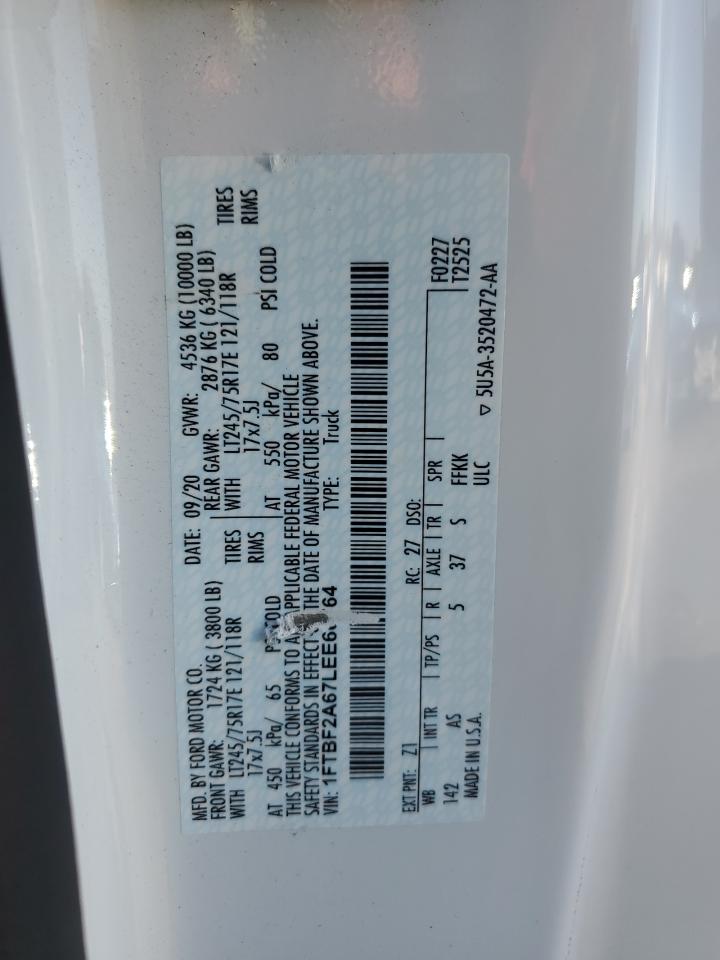 MFD. BY FORD MOTOR CO.
DATE: 09/20 GVWR: 4536 KG (10000 LB)
FRONT GAWR: 1724 KG ( 3800 LB) REAR GAWR: 2876 KG ( 6340 LB)
WITH LT245/75R17E 121/118R TIRES WITH LT245/75R17E 121/118R TIRES
17x7.5J RIMS 17x7.5J RIMS
AT 450 kPa/ 65 AT 550 kPa/ 80 PSI COLD
THIS VEHICLE CONFORMS TO APPLICABLE FEDERAL MOTOR VEHICLE
SAFETY STANDARDS IN EFFECT THE DATE OF MANUFACTURE SHOWN ABOVE.
VIN: TYPE: Truck
EXT PNT: Z1 RC: 27 DSO: F0227
WB INT TR TP/PS R AXLE TR SPR T2525
142 AS 5 37 S FFKK
MADE IN U.S.A. ULC
▽ 5U5A-3520472-AA